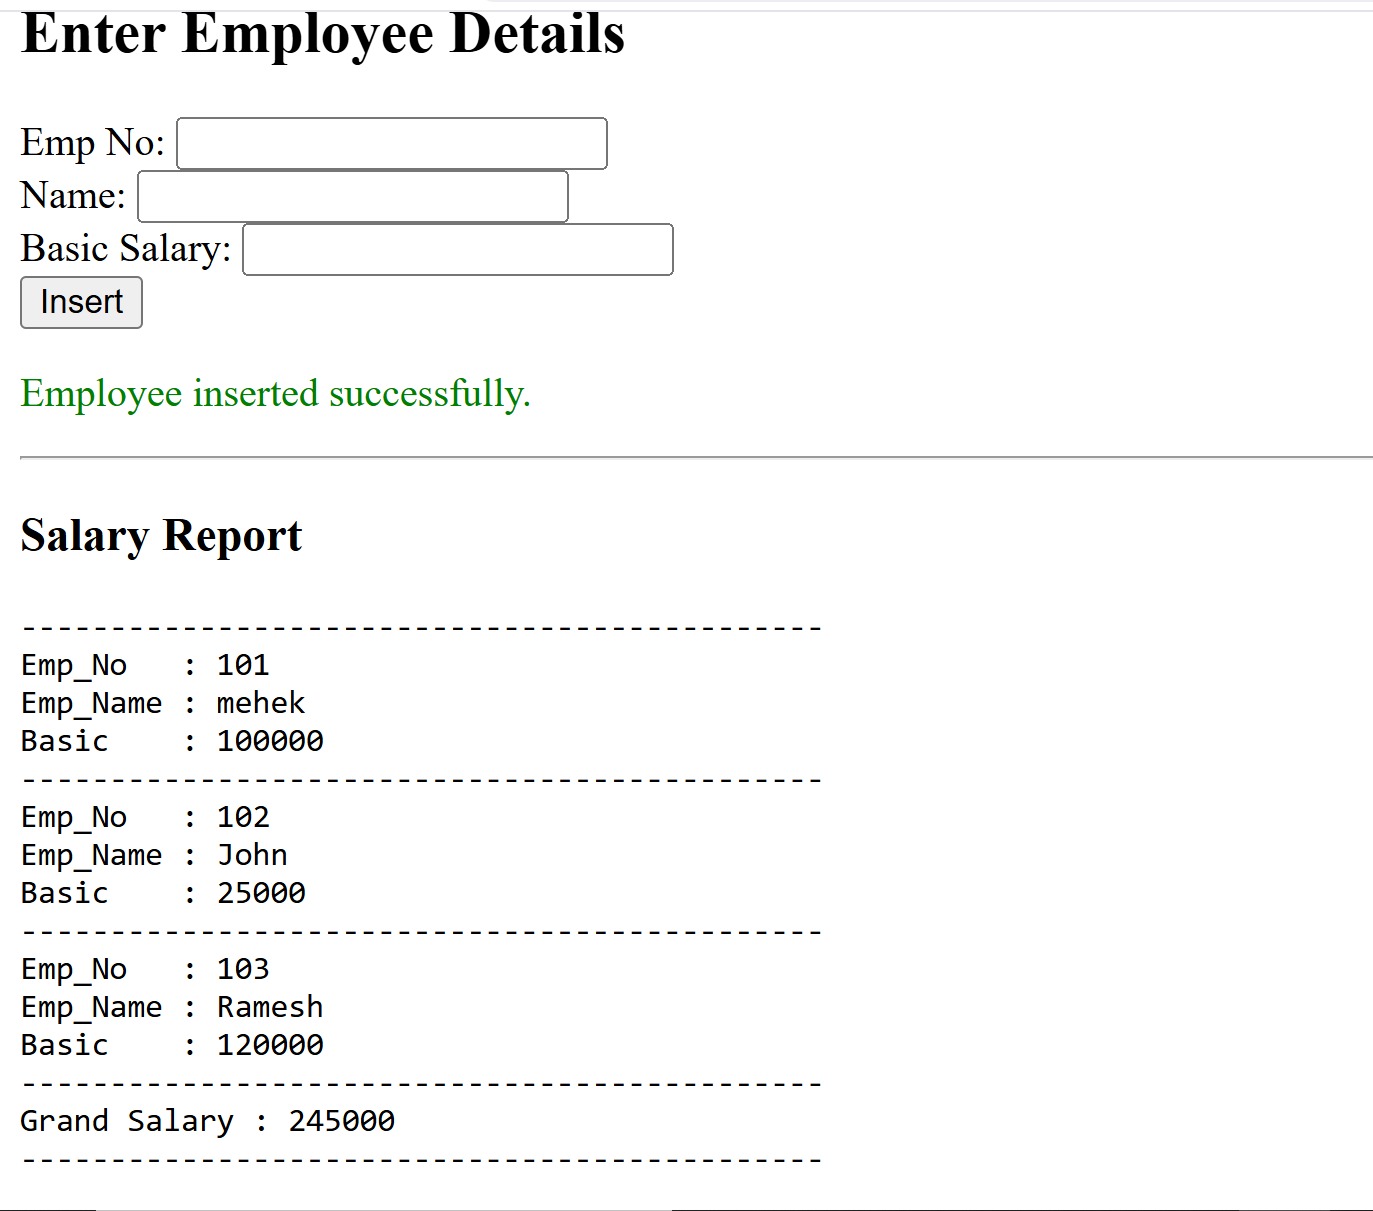 Enter Employee Details
Emp No:
Name:
Basic Salary:
Insert
Employee inserted successfully.
Salary Report
---------------------------------------------
Emp_No   : 101
Emp_Name : mehek
Basic    : 100000
---------------------------------------------
Emp_No   : 102
Emp_Name : John
Basic    : 25000
---------------------------------------------
Emp_No   : 103
Emp_Name : Ramesh
Basic    : 120000
---------------------------------------------
Grand Salary : 245000
---------------------------------------------